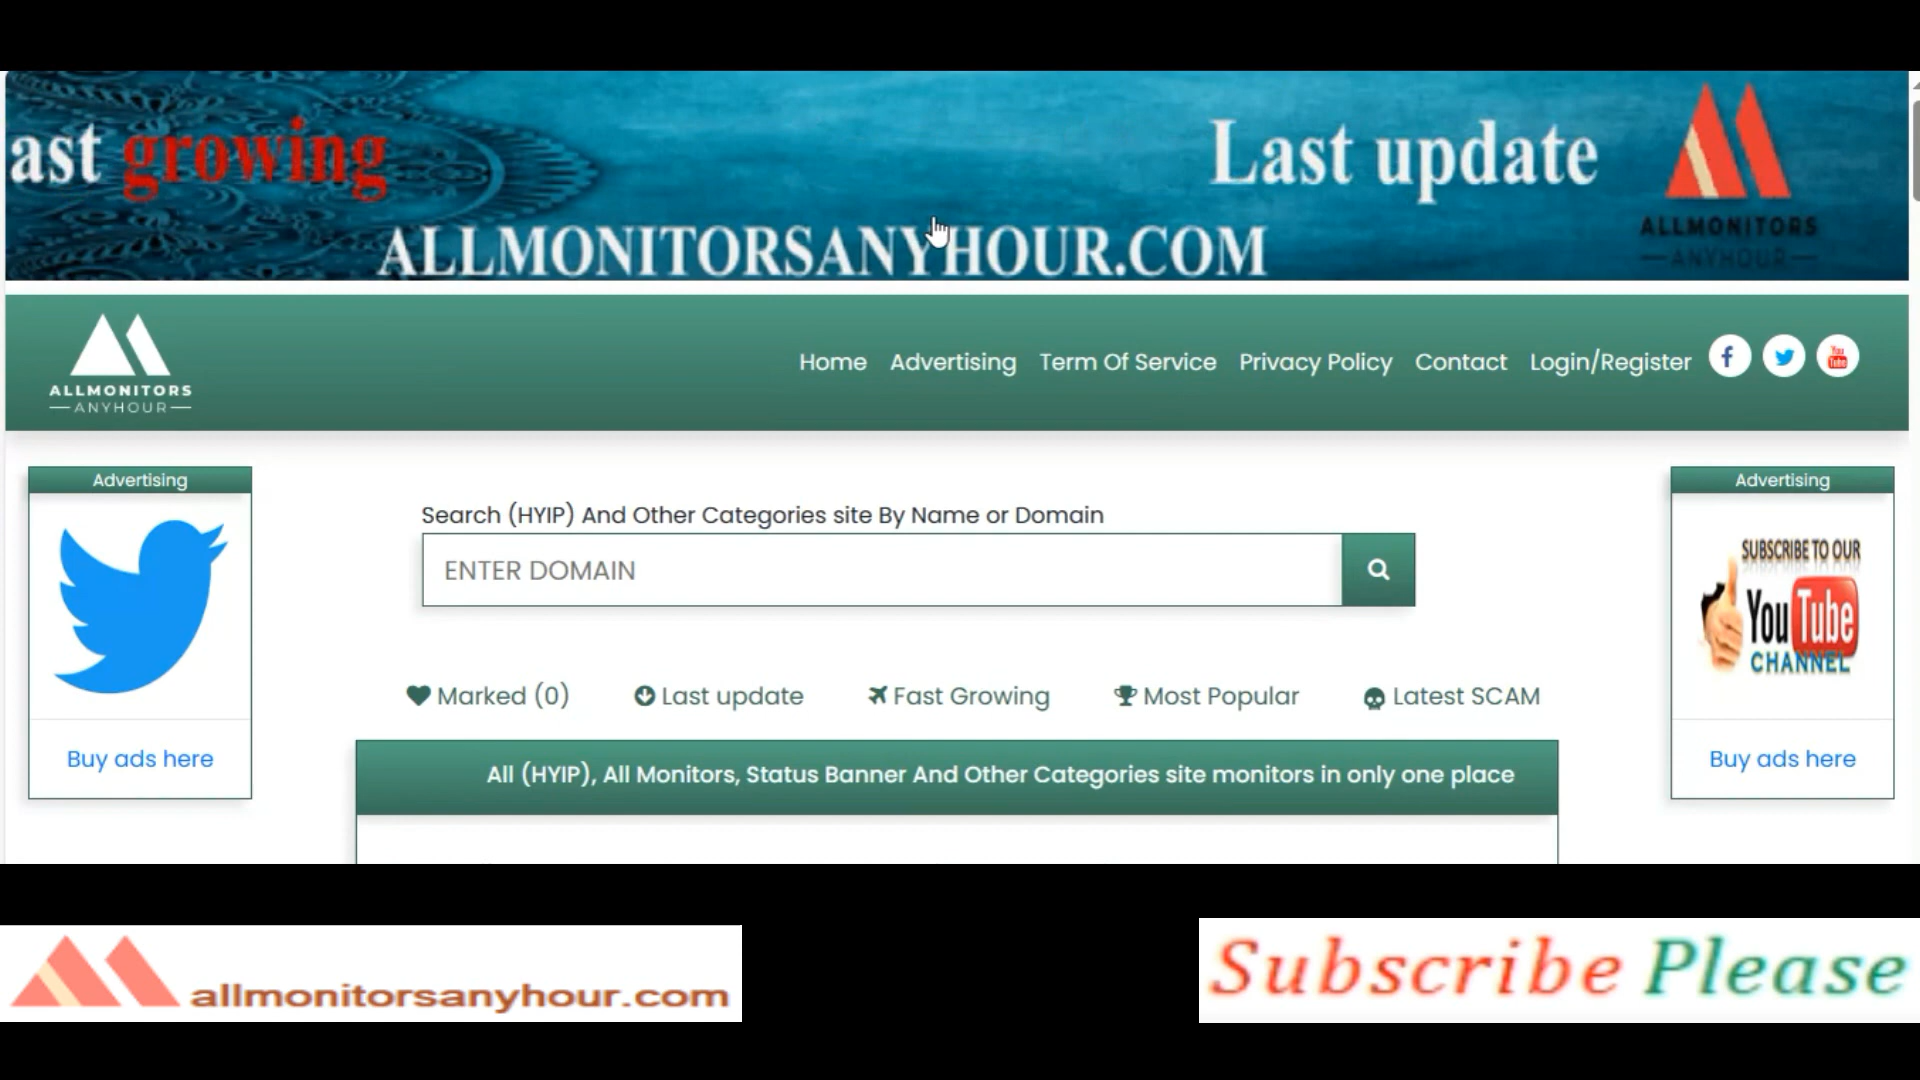 ast growing
Last update
ALLMONITORS
ANYHOUR
ALLMONITORSANYHOUR.COM
ALLMONITORS
ANYHOUR
Home Advertising Term Of Service Privacy Policy Contact Login/Register
You Tube
Advertising
Buy ads here
Search (HYIP) And Other Categories site By Name or Domain
ENTER DOMAIN
Marked (0) Last update Fast Growing Most Popular Latest SCAM
All (HYIP), All Monitors, Status Banner And Other Categories site monitors in only one place
Advertising
SUBSCRIBE TO OUR
YouTube
CHANNEL
Buy ads here
allmonitorsanyhour.com
Subscribe Please